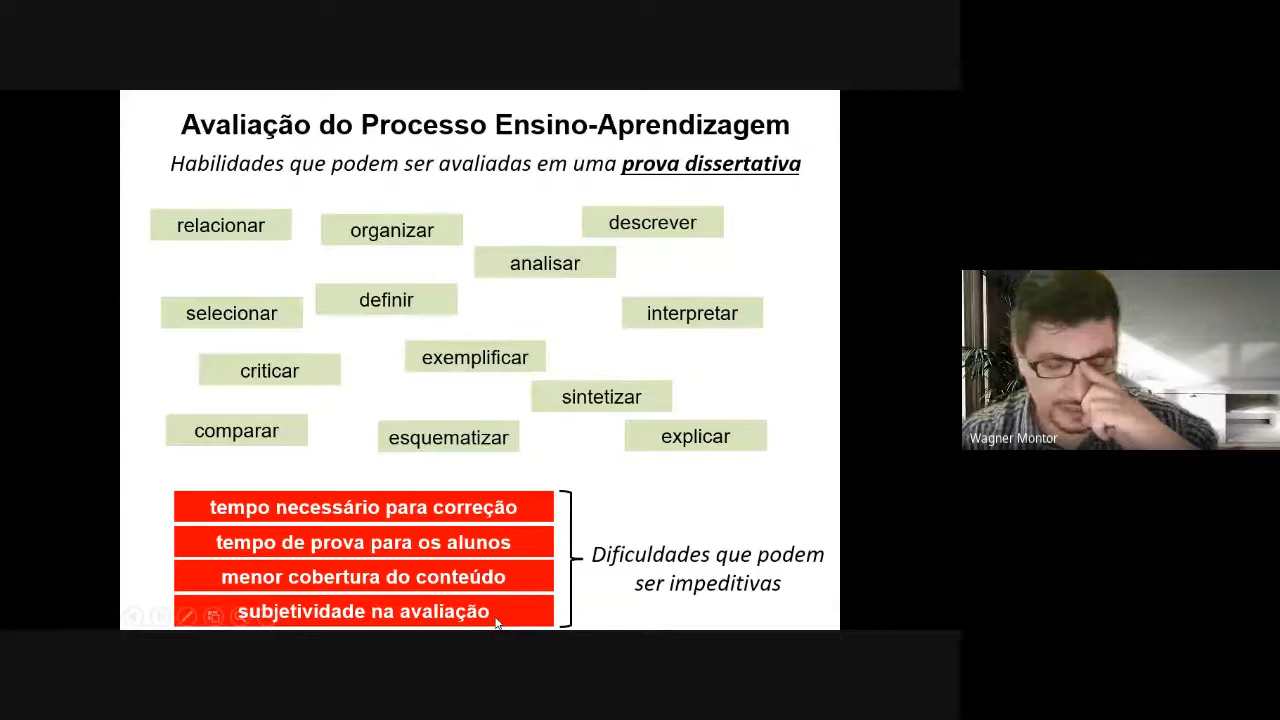 Avaliação do Processo Ensino-Aprendizagem
Habilidades que podem ser avaliadas em uma prova dissertativa
relacionar
organizar
descrever
analisar
selecionar
definir
interpretar
criticar
exemplificar
sintetizar
comparar
esquematizar
explicar
tempo necessário para correção
tempo de prova para os alunos
menor cobertura do conteúdo
subjetividade na avaliação
Dificuldades que podem
ser impeditivas
Wagner Montor